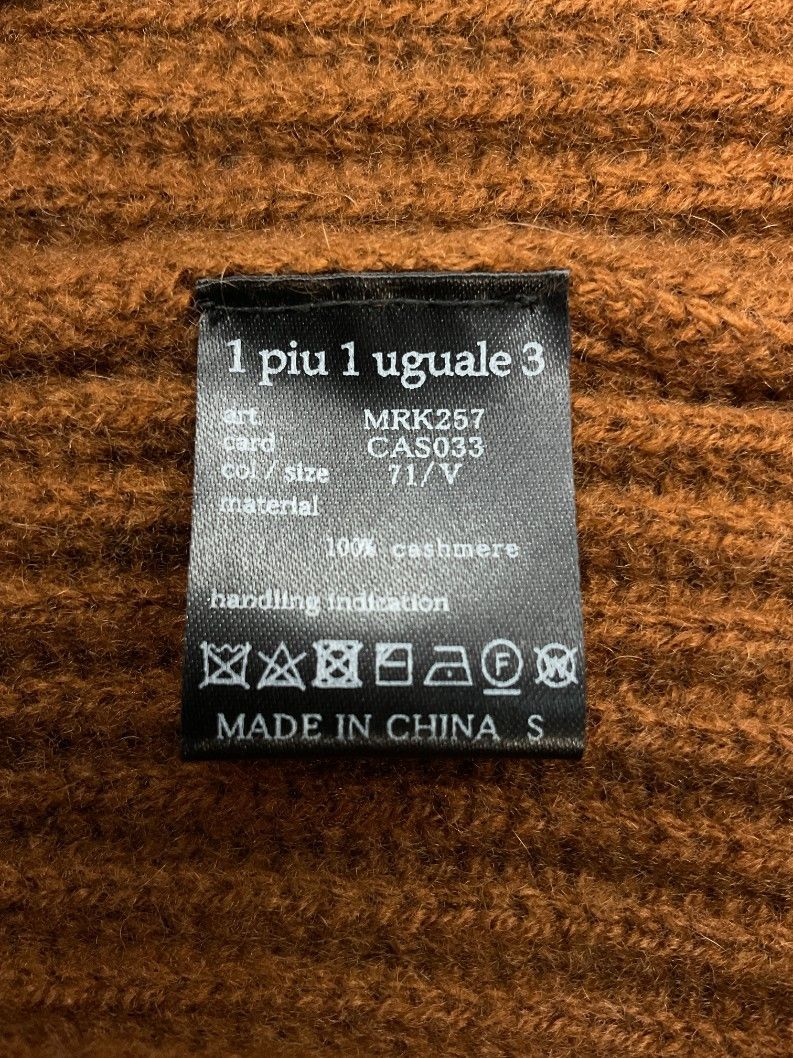 1 piu 1 uguale 3
art. MRK257
card CAS033
col / size 71/V
material
100% cashmere
handling indication
F W
MADE IN CHINA S